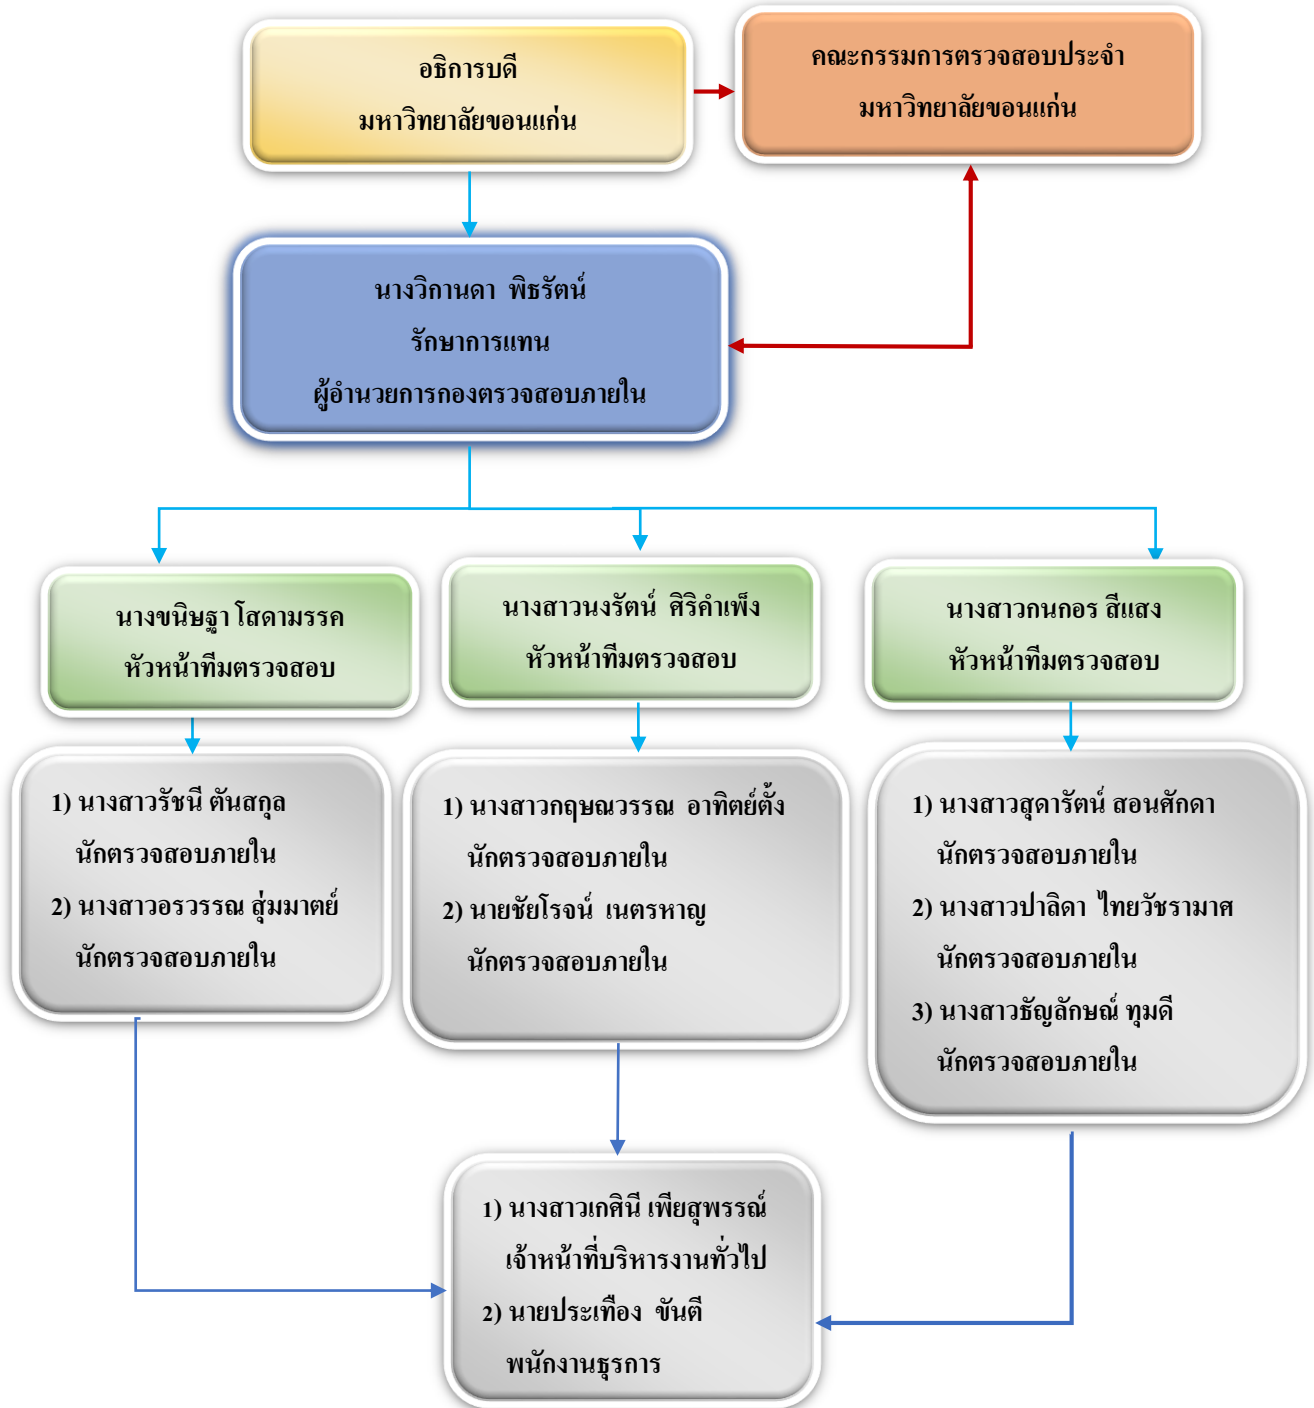 อธิการบดี
มหาวิทยาลัยขอนแก่น
คณะกรรมการตรวจสอบประจำ
มหาวิทยาลัยขอนแก่น
นางวิกานดา พิธรัตน์
รักษาการแทน
ผู้อำนวยการกองตรวจสอบภายใน
นางขนิษฐา โสดามรรค
หัวหน้าทีมตรวจสอบ
นางสาวนงรัตน์ ศิริคำเพ็ง
หัวหน้าทีมตรวจสอบ
นางสาวกนกอร สีแสง
หัวหน้าทีมตรวจสอบ
1) นางสาวรัชนี ตันสกุล
นักตรวจสอบภายใน
2) นางสาวอรวรรณ สุ่มมาตย์
นักตรวจสอบภายใน
1) นางสาวกฤษณวรรณ อาทิตย์ตั้ง
นักตรวจสอบภายใน
2) นายชัยโรจน์ เนตรหาญ
นักตรวจสอบภายใน
1) นางสาวสุดารัตน์ สอนศักดา
นักตรวจสอบภายใน
2) นางสาวปาลิดา ไทยวัชรามาศ
นักตรวจสอบภายใน
3) นางสาวธัญลักษณ์ ทุมดี
นักตรวจสอบภายใน
1) นางสาวเกศินี เพียสุพรรณ์
เจ้าหน้าที่บริหารงานทั่วไป
2) นายประเทือง ขันตี
พนักงานธุรการ